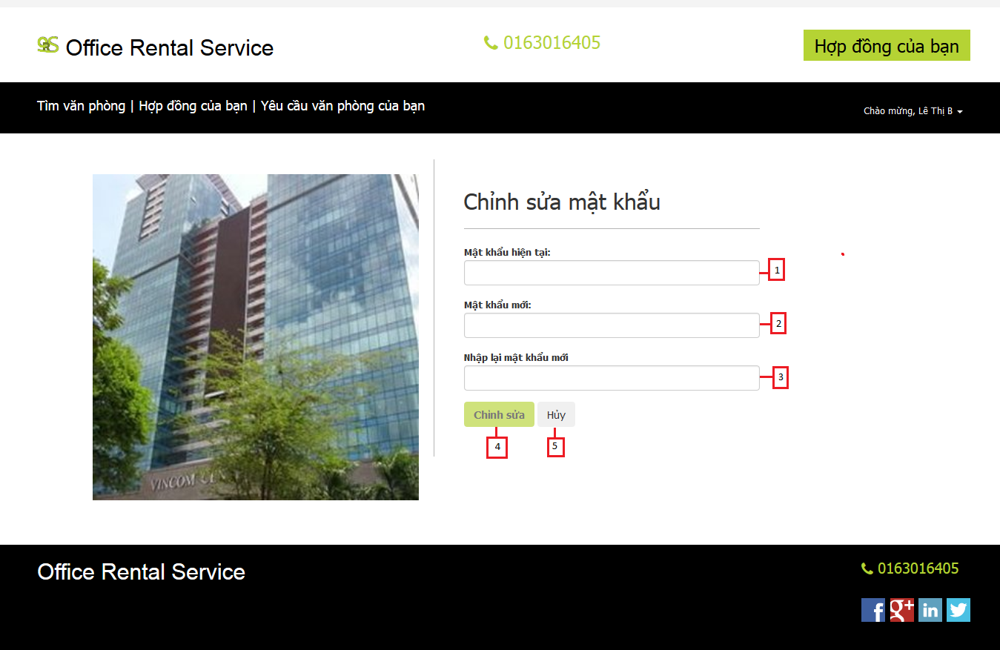 Office Rental Service
0163016405
Hợp đồng của bạn
Tìm văn phòng | Hợp đồng của bạn | Yêu cầu văn phòng của bạn
Chào mừng, Lê Thị B
Chỉnh sửa mật khẩu
Mật khẩu hiện tại:
1
Mật khẩu mới:
2
Nhập lại mật khẩu mới
3
Chỉnh sửa Hủy
4 5
VINCOM
Office Rental Service
0163016405
f g+ in